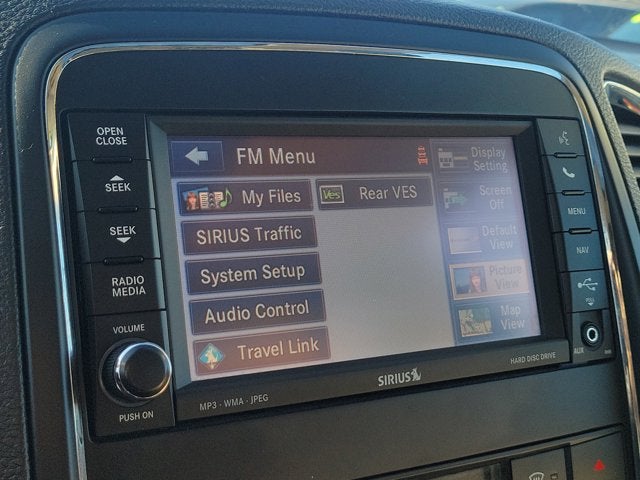 OPEN
CLOSE
SEEK
SEEK
RADIO
MEDIA
VOLUME
PUSH ON
FM Menu
My Files
Ves
Rear VES
SIRIUS Traffic
System Setup
Audio Control
Travel Link
Display
Setting
Screen
Off
Default
View
Picture
View
Map
View
MENU
NAV
PULL
AUX
MP3 - WMA - JPEG
SIRIUS
HARD DISC DRIVE